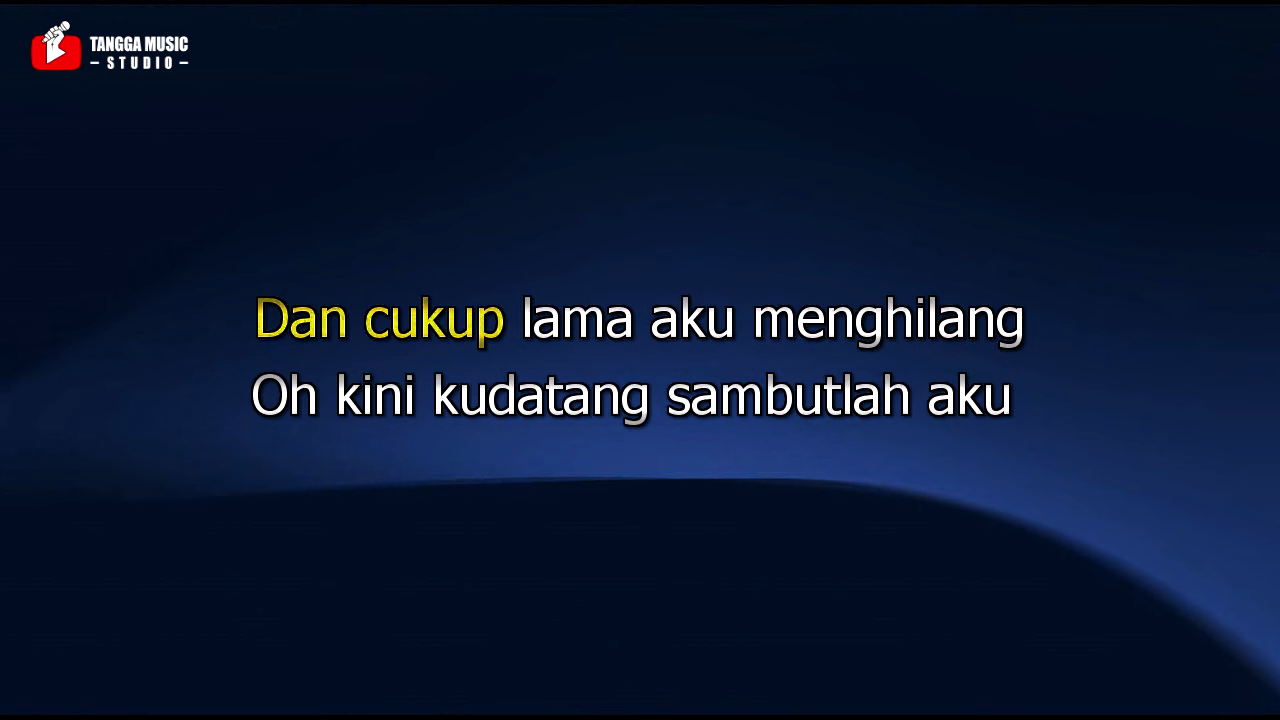 TANGGA MUSIC
– STUDIO –
Dan cukup lama aku menghilang
Oh kini kudatang sambutlah aku